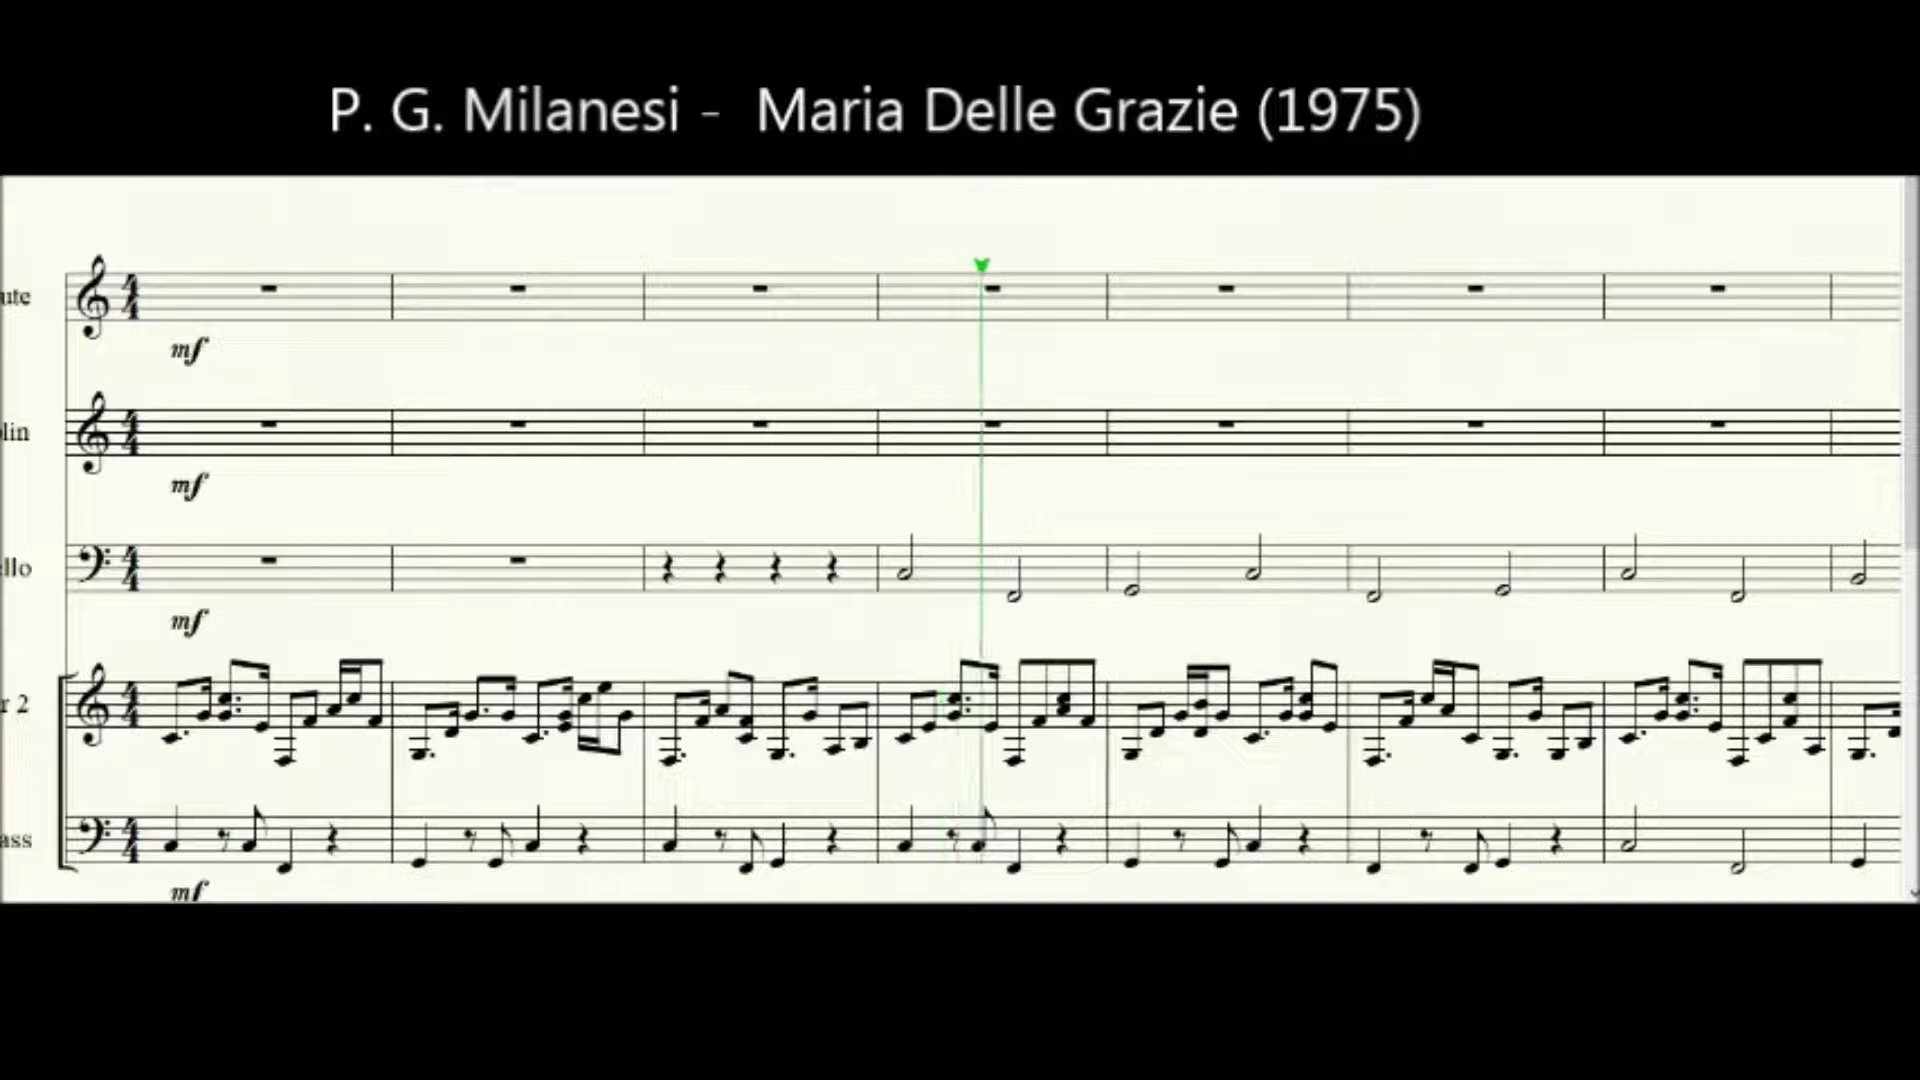 P. G. Milanesi - Maria Delle Grazie (1975)
ute
mf
lin
mf
llo
mf
r 2
ass
mf